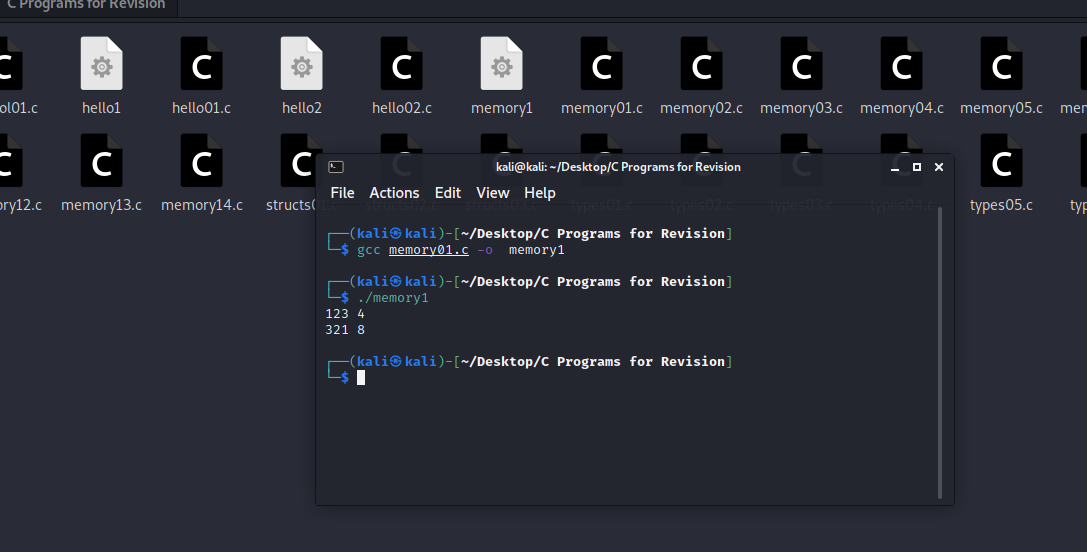 C Programs for Revision
ol01.c hello1 hello01.c hello2 hello02.c memory1 memory01.c memory02.c memory03.c memory04.c memory05.c
ory12.c memory13.c memory14.c structs01.c structs02.c structs03.c types01.c types02.c types03.c types04.c types05.c
kali@kali: ~/Desktop/C Programs for Revision
File Actions Edit View Help
┌──(kali㉿kali)-[~/Desktop/C Programs for Revision]
└─$ gcc memory01.c -o  memory1
┌──(kali㉿kali)-[~/Desktop/C Programs for Revision]
└─$ ./memory1
123 4
321 8
┌──(kali㉿kali)-[~/Desktop/C Programs for Revision]
└─$